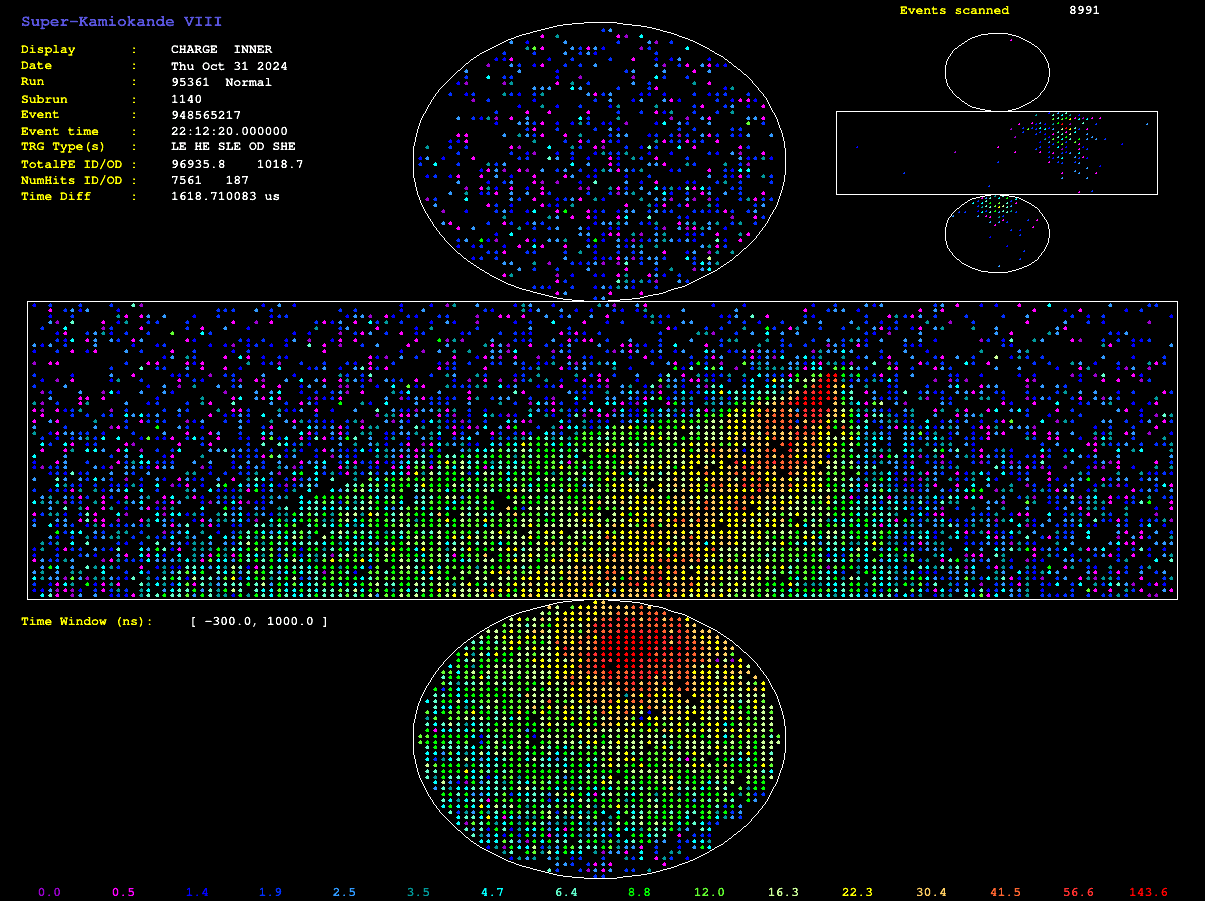 Super-Kamiokande VIII
Events scanned 8991
Display : CHARGE INNER
Date : Thu Oct 31 2024
Run : 95361 Normal
Subrun : 1140
Event : 948565217
Event time : 22:12:20.000000
TRG Type(s) : LE HE SLE OD SHE
TotalPE ID/OD : 96935.8 1018.7
NumHits ID/OD : 7561 187
Time Diff : 1618.710083 us
Time Window (ns): [ -300.0, 1000.0 ]
0.0 0.5 1.4 1.9 2.5 3.5 4.7 6.4 8.8 12.0 16.3 22.3 30.4 41.5 56.6 143.6